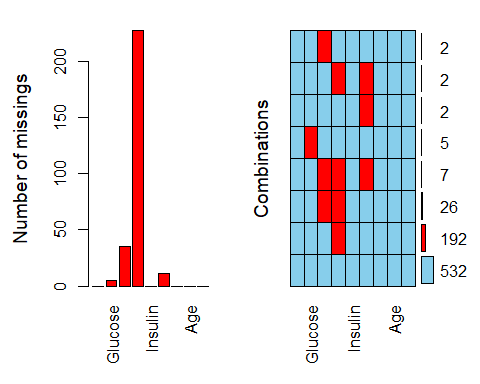 Number of missings
0
50
100
150
200
Glucose
Insulin
Age
Combinations
2
2
2
5
7
26
192
532
Glucose
Insulin
Age